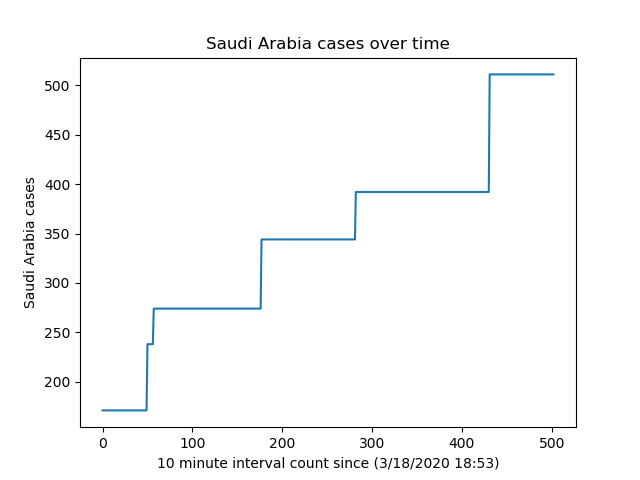 Saudi Arabia cases over time
500
450
400
350
300
250
200
Saudi Arabia cases
0 100 200 300 400 500
10 minute interval count since (3/18/2020 18:53)